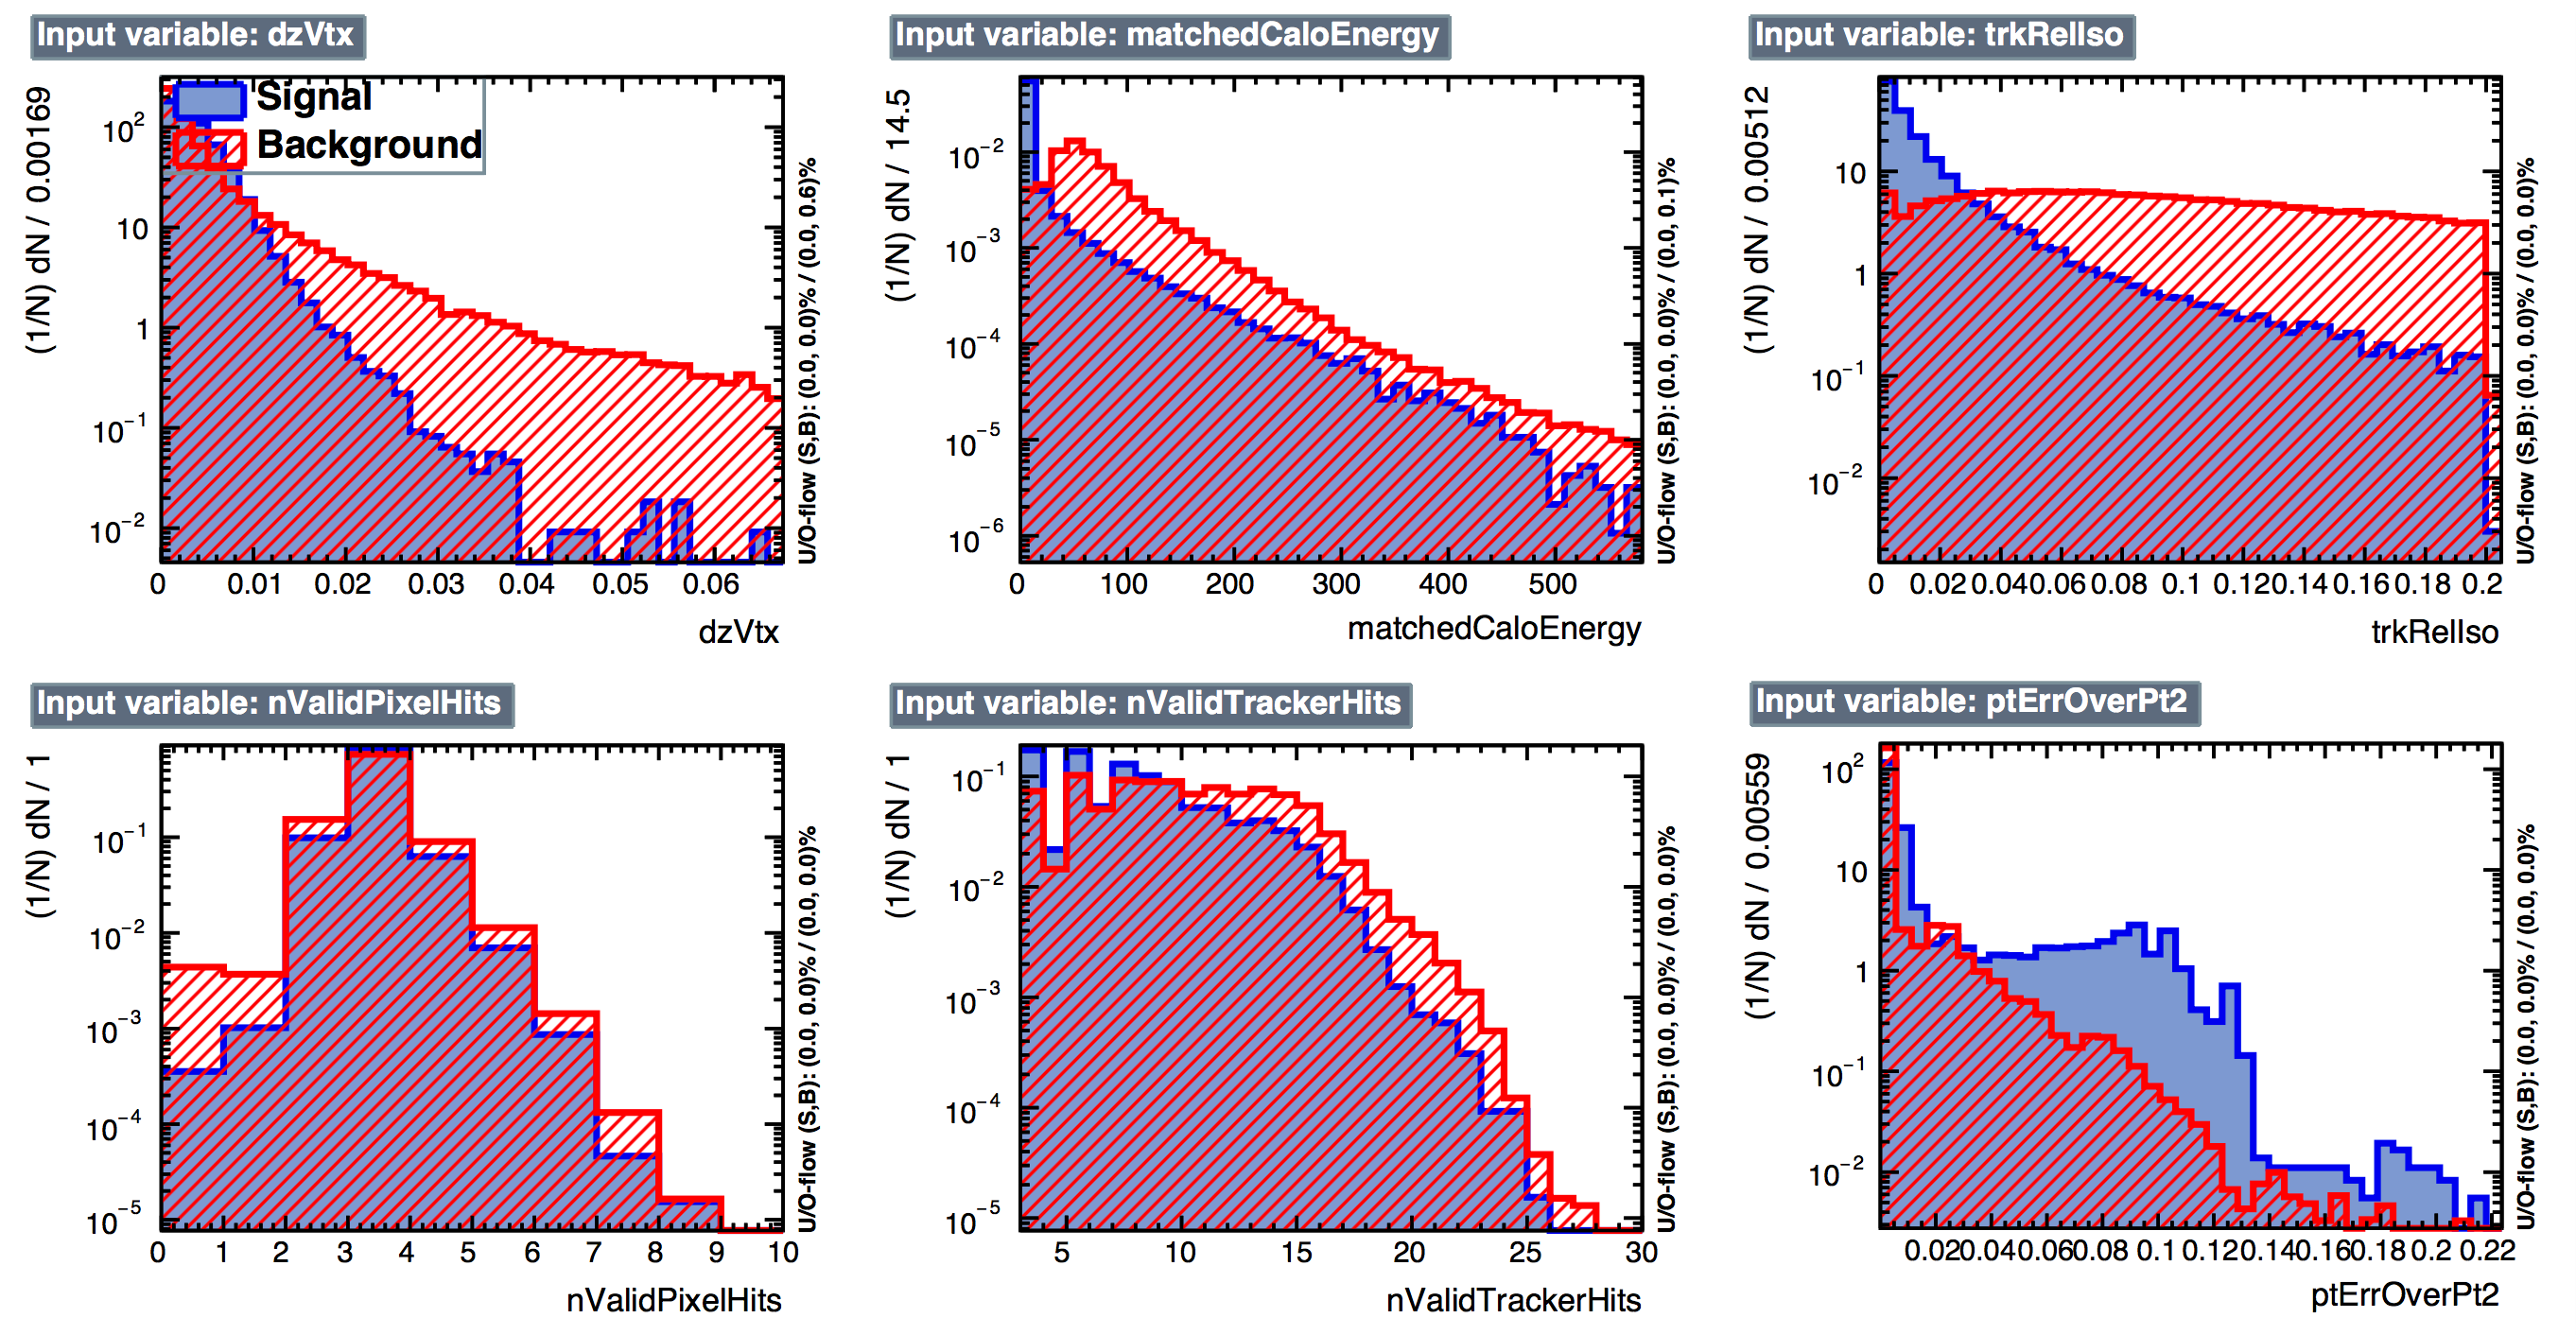 Input variable: dzVtx
(1/N) dN / 0.00169
Signal
Background
10²
10
1
10⁻¹
10⁻²
0 0.01 0.02 0.03 0.04 0.05 0.06
dzVtx
U/O-flow (S,B): (0.0, 0.0)% / (0.0, 0.6)%
Input variable: matchedCaloEnergy
(1/N) dN / 14.5
10⁻²
10⁻³
10⁻⁴
10⁻⁵
10⁻⁶
0 100 200 300 400 500
matchedCaloEnergy
U/O-flow (S,B): (0.0, 0.0)% / (0.0, 0.1)%
Input variable: trkRelIso
(1/N) dN / 0.00512
10
1
10⁻¹
10⁻²
0 0.02 0.04 0.06 0.08 0.1 0.12 0.14 0.16 0.18 0.2
trkRelIso
U/O-flow (S,B): (0.0, 0.0)% / (0.0, 0.0)%
Input variable: nValidPixelHits
(1/N) dN / 1
10⁻¹
10⁻²
10⁻³
10⁻⁴
10⁻⁵
0 1 2 3 4 5 6 7 8 9 10
nValidPixelHits
U/O-flow (S,B): (0.0, 0.0)% / (0.0, 0.0)%
Input variable: nValidTrackerHits
(1/N) dN / 1
10⁻¹
10⁻²
10⁻³
10⁻⁴
10⁻⁵
5 10 15 20 25 30
nValidTrackerHits
U/O-flow (S,B): (0.0, 0.0)% / (0.0, 0.0)%
Input variable: ptErrOverPt2
(1/N) dN / 0.00559
10²
10
1
10⁻¹
10⁻²
0.02 0.04 0.06 0.08 0.1 0.12 0.14 0.16 0.18 0.2 0.22
ptErrOverPt2
U/O-flow (S,B): (0.0, 0.0)% / (0.0, 0.0)%